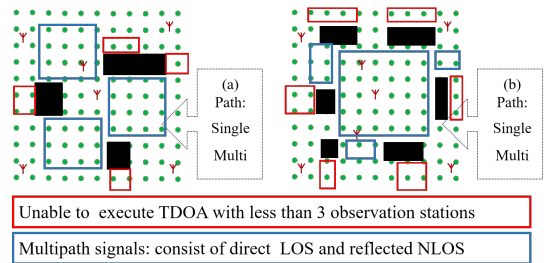 (a)
Path:
Single
Multi
(b)
Path:
Single
Multi
Unable to execute TDOA with less than 3 observation stations
Multipath signals: consist of direct LOS and reflected NLOS